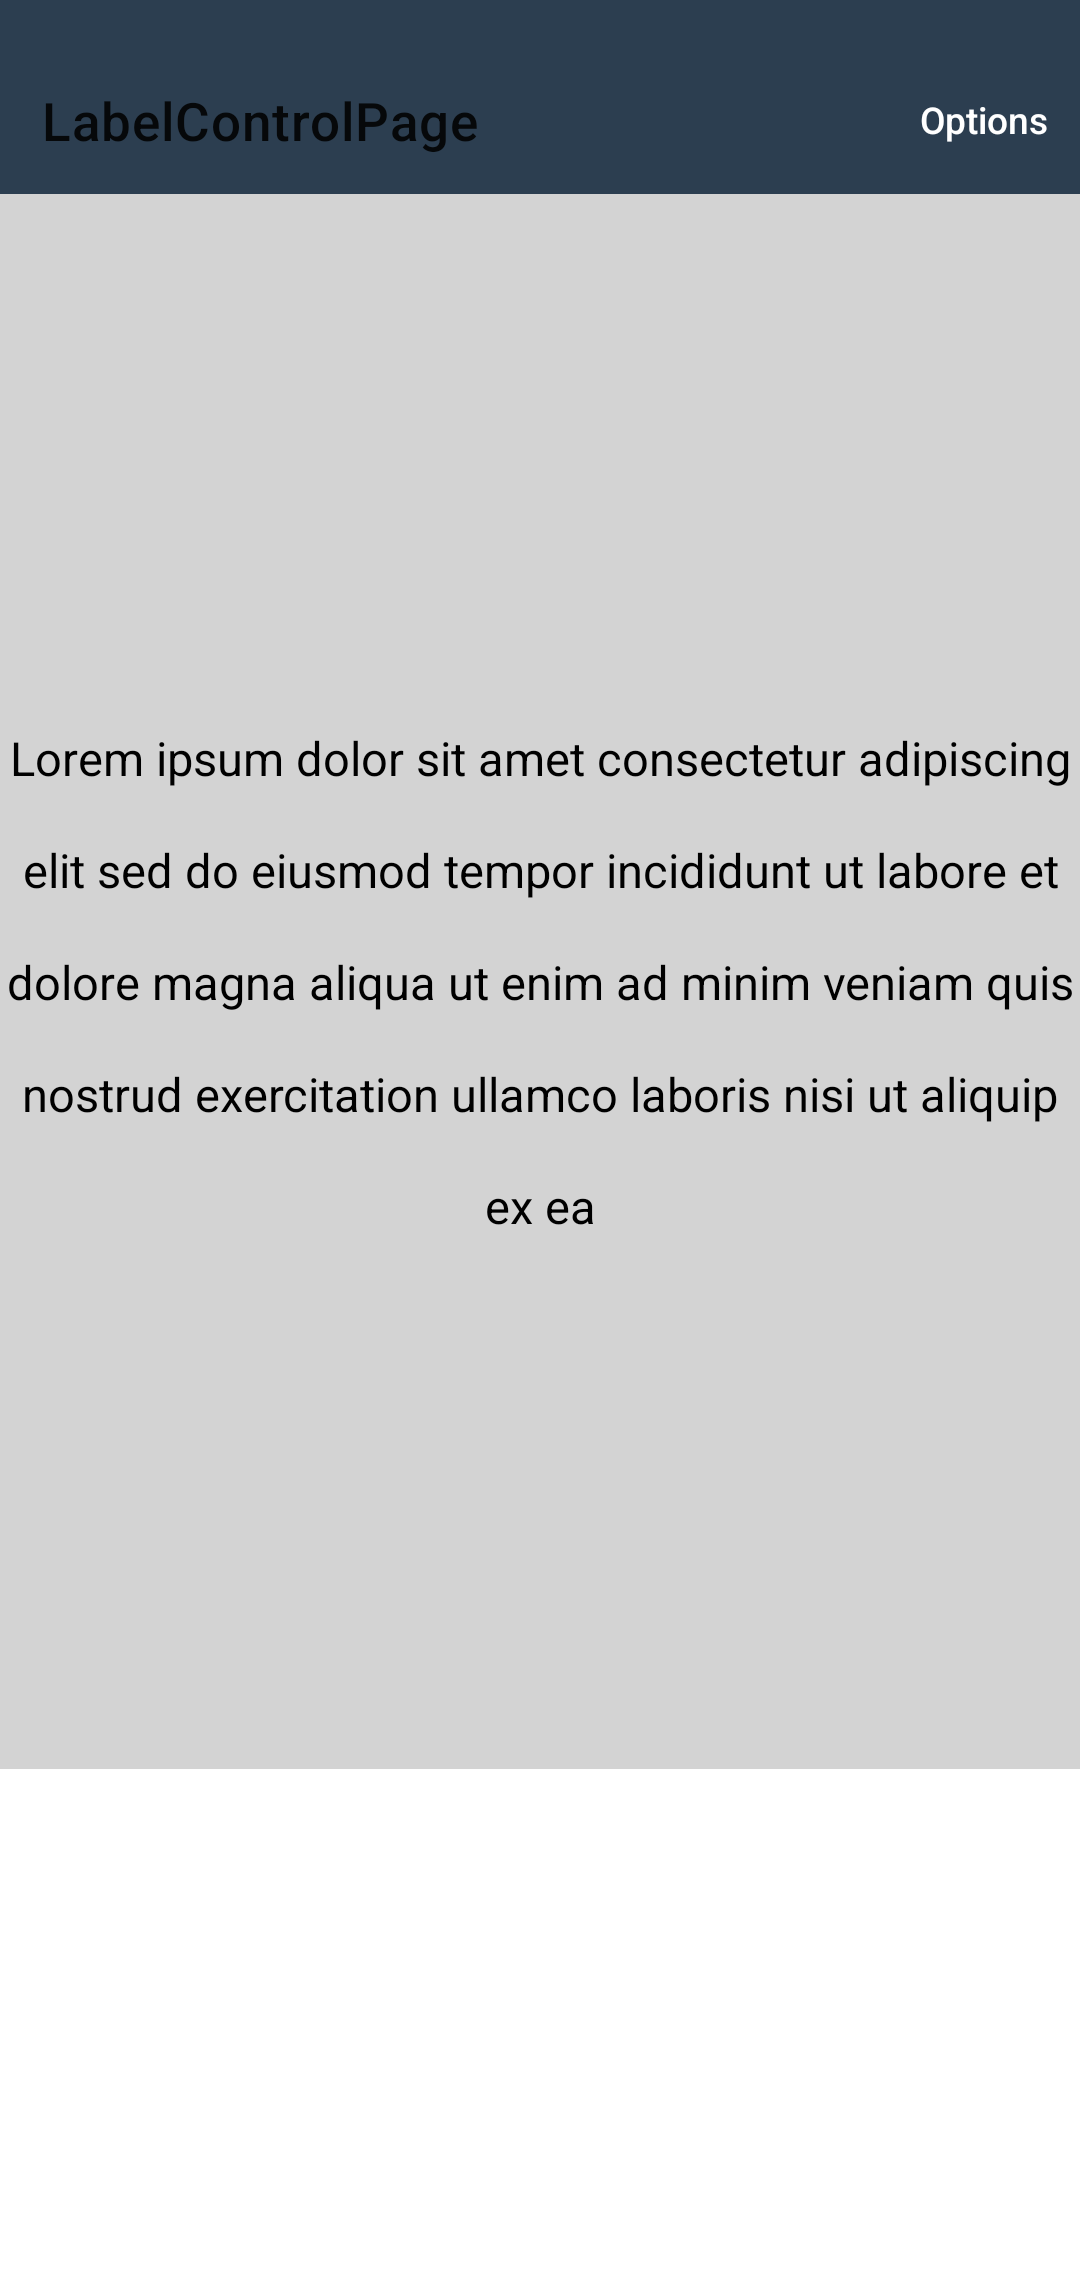 LabelControlPage
Options
Lorem ipsum dolor sit amet consectetur adipiscing
elit sed do eiusmod tempor incididunt ut labore et
dolore magna aliqua ut enim ad minim veniam quis
nostrud exercitation ullamco laboris nisi ut aliquip
ex ea